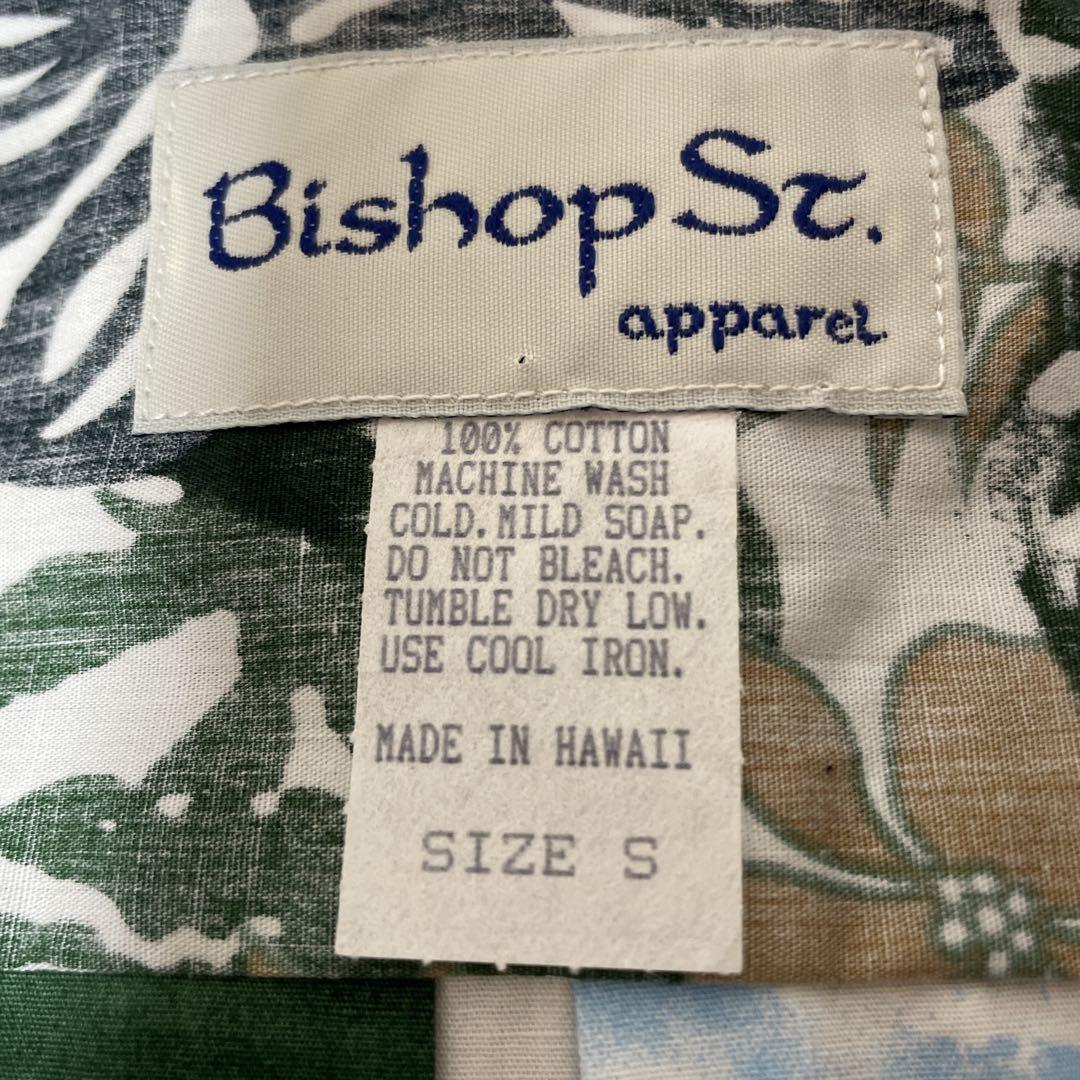 Bishop St.
apparel
100% COTTON
MACHINE WASH
COLD. MILD SOAP.
DO NOT BLEACH.
TUMBLE DRY LOW.
USE COOL IRON.
MADE IN HAWAII
SIZE S